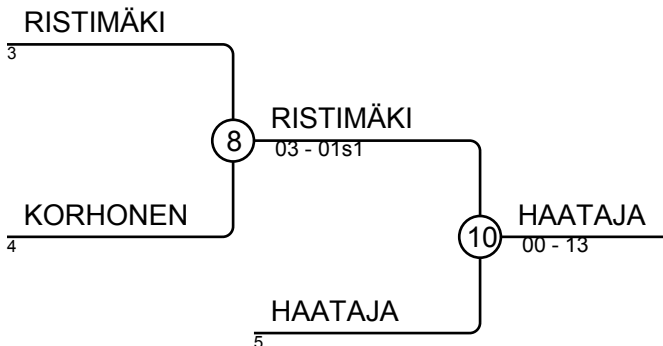 RISTIMÄKI
3
8
RISTIMÄKI
03 - 01s1
KORHONEN
4
10
HAATAJA
00 - 13
HAATAJA
5